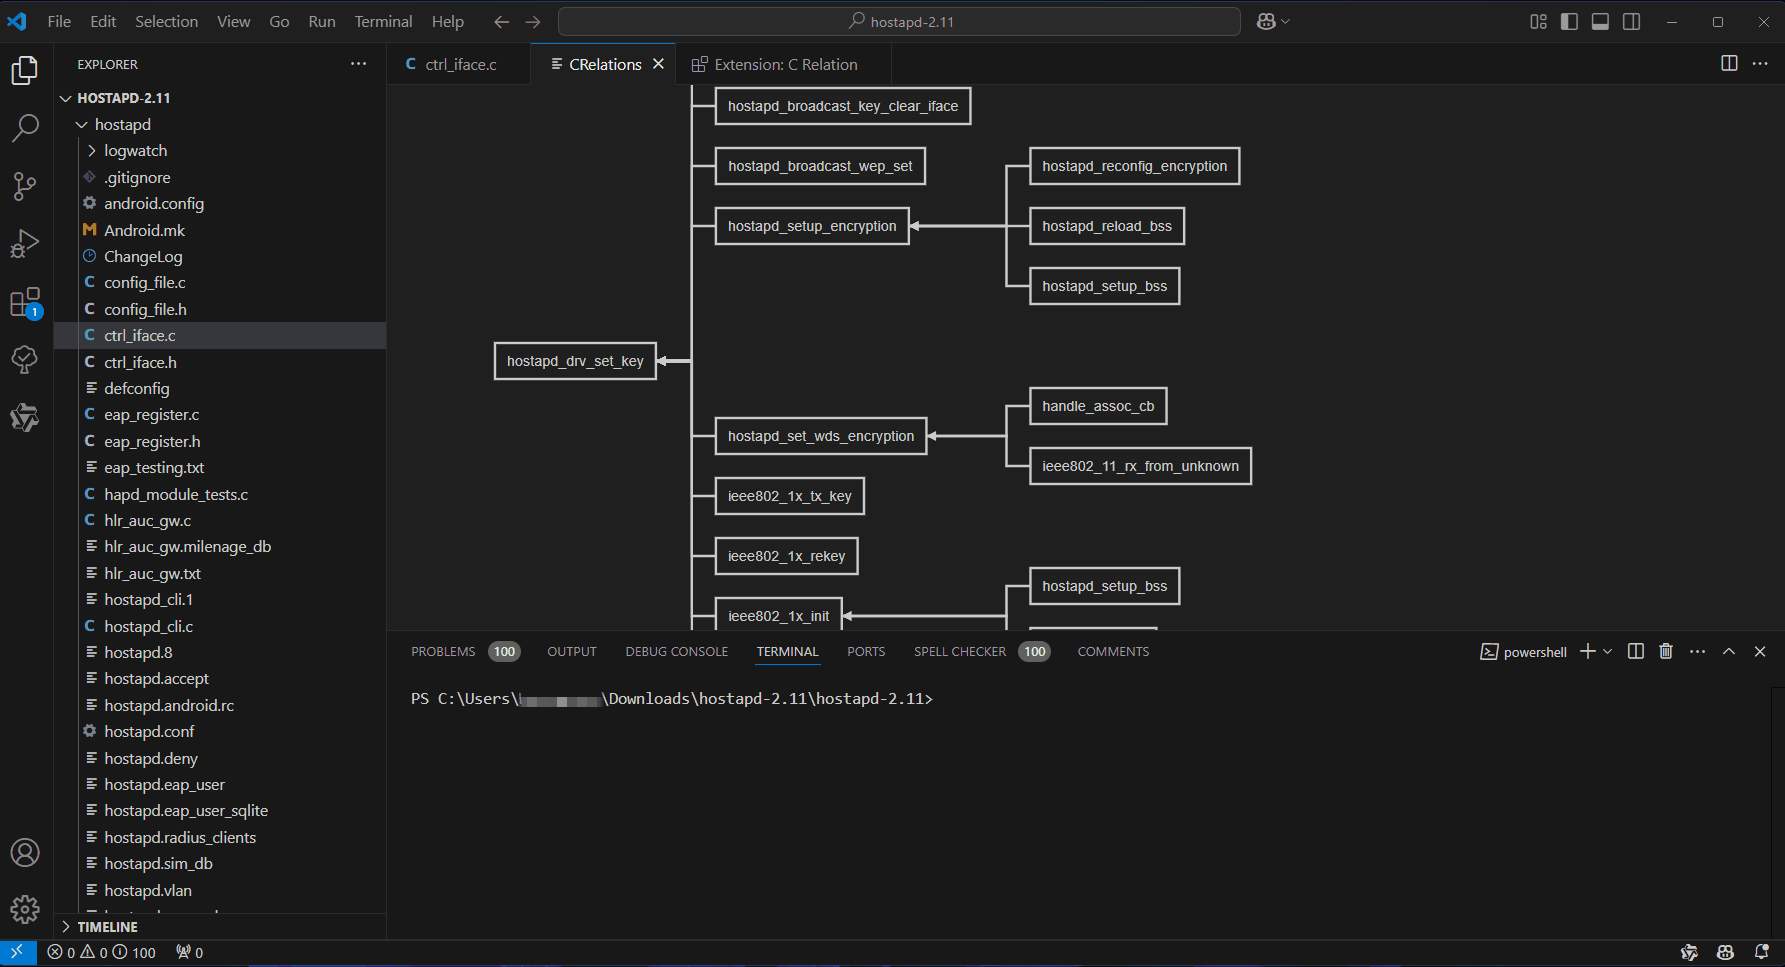 File Edit Selection View Go Run Terminal Help
hostapd-2.11
EXPLORER
HOSTAPD-2.11
hostapd
logwatch
.gitignore
android.config
Android.mk
ChangeLog
config_file.c
config_file.h
ctrl_iface.c
ctrl_iface.h
defconfig
eap_register.c
eap_register.h
eap_testing.txt
hapd_module_tests.c
hlr_auc_gw.c
hlr_auc_gw.milenage_db
hlr_auc_gw.txt
hostapd_cli.1
hostapd_cli.c
hostapd.8
hostapd.accept
hostapd.android.rc
hostapd.conf
hostapd.deny
hostapd.eap_user
hostapd.eap_user_sqlite
hostapd.radius_clients
hostapd.sim_db
hostapd.vlan
TIMELINE
1
ctrl_iface.c
CRelations
Extension: C Relation
hostapd_broadcast_key_clear_iface
hostapd_broadcast_wep_set
hostapd_reconfig_encryption
hostapd_setup_encryption
hostapd_reload_bss
hostapd_setup_bss
hostapd_drv_set_key
handle_assoc_cb
hostapd_set_wds_encryption
ieee802_11_rx_from_unknown
ieee802_1x_tx_key
ieee802_1x_rekey
hostapd_setup_bss
ieee802_1x_init
PROBLEMS 100 OUTPUT DEBUG CONSOLE TERMINAL PORTS SPELL CHECKER 100 COMMENTS
powershell
PS C:\Users\ \Downloads\hostapd-2.11\hostapd-2.11>
0 0 100 0